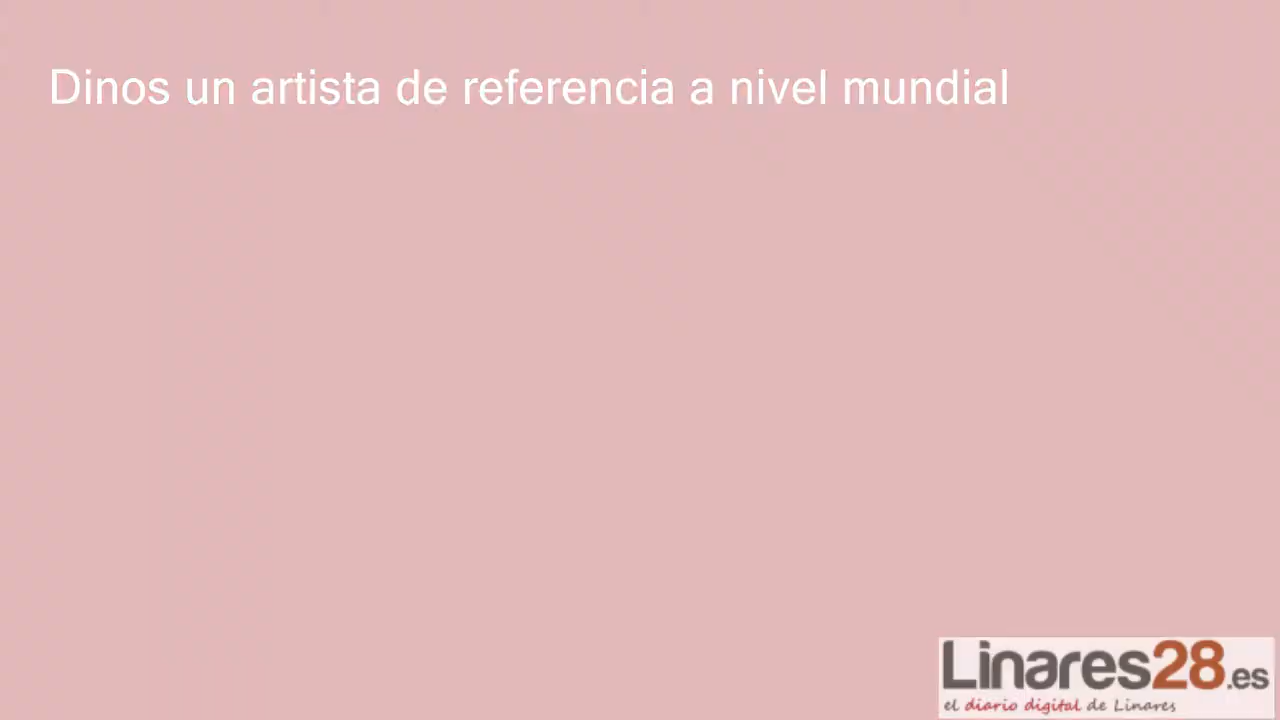 Dinos un artista de referencia a nivel mundial
Linares28.es
el diario digital de Linares